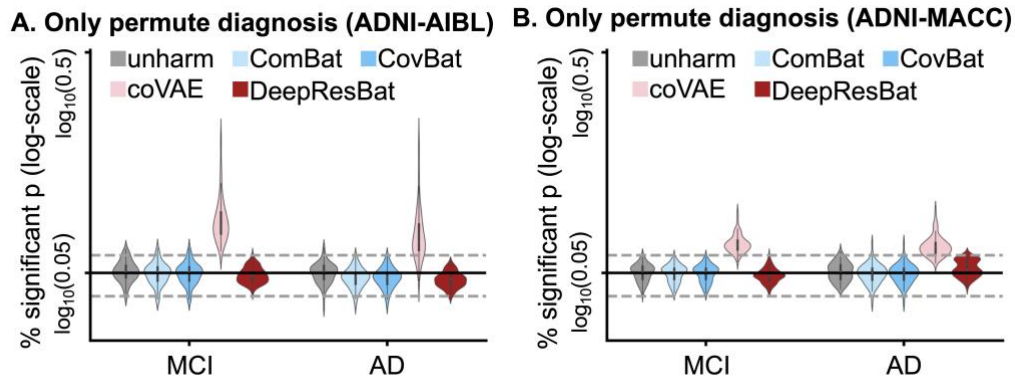 A. Only permute diagnosis (ADNI-AIBL)
% significant p (log-scale)
log₁₀(0.5)
log₁₀(0.05)
unharm ComBat CovBat
coVAE DeepResBat
MCI AD
B. Only permute diagnosis (ADNI-MACC)
% significant p (log-scale)
log₁₀(0.5)
log₁₀(0.05)
unharm ComBat CovBat
coVAE DeepResBat
MCI AD